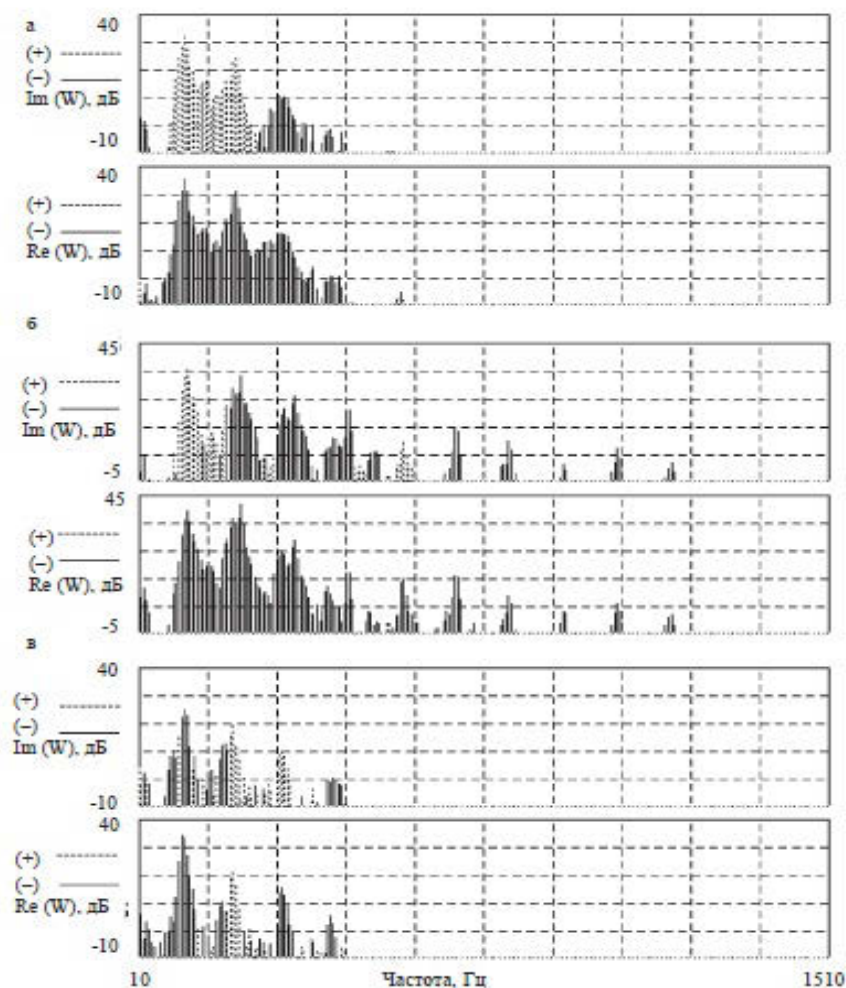 а
40
(+)
(–)
Im (W), дБ
-10
40
(+)
(–)
Re (W), дБ
-10
б
45
(+)
(–)
Im (W), дБ
-5
45
(+)
(–)
Re (W), дБ
-5
в
40
(+)
(–)
Im (W), дБ
-10
40
(+)
(–)
Re (W), дБ
-10
10 Частота, Гц 1510